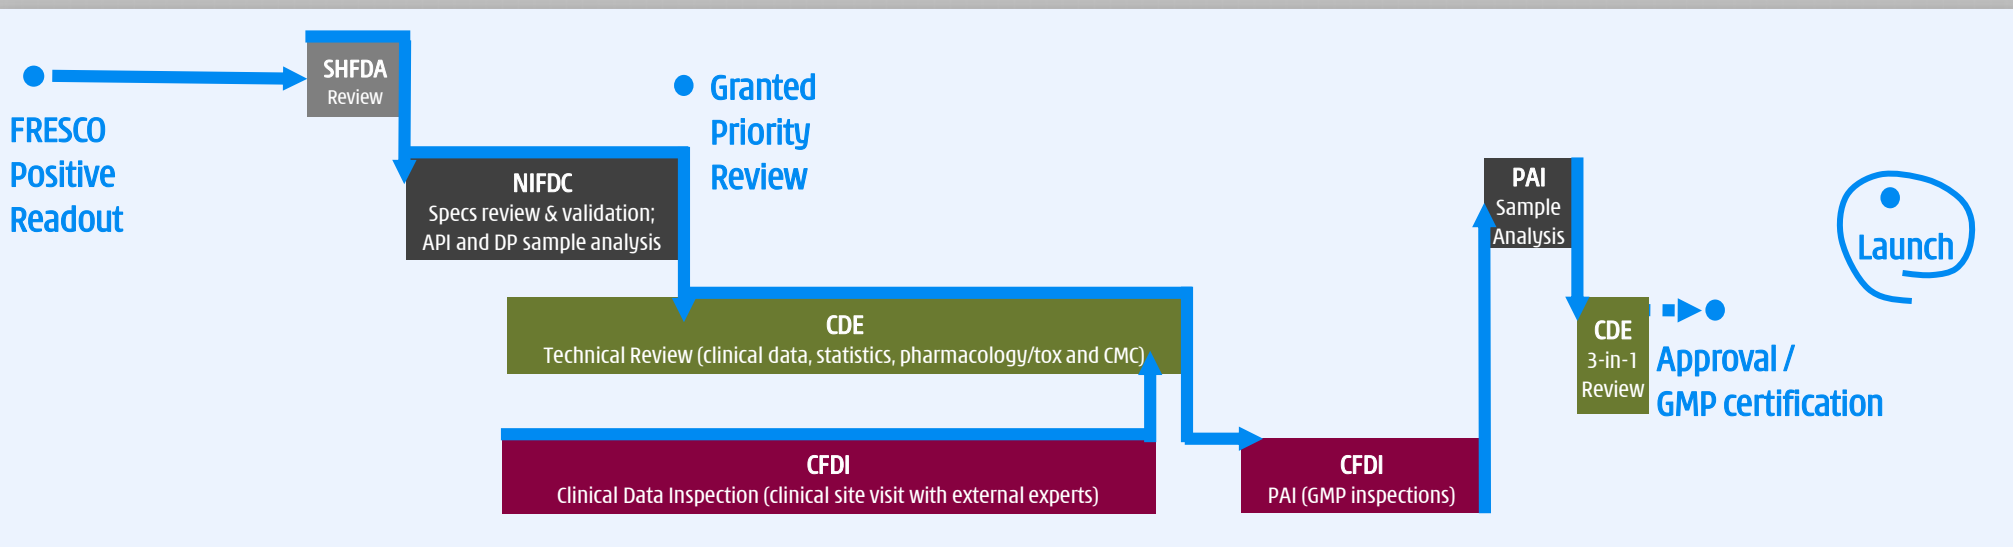 FRESCO
Positive
Readout
SHFDA
Review
NIFDC
Specs review & validation;
API and DP sample analysis
Granted
Priority
Review
CDE
Technical Review (clinical data, statistics, pharmacology/tox and CMC)
CFDI
Clinical Data Inspection (clinical site visit with external experts)
CFDI
PAI (GMP inspections)
PAI
Sample
Analysis
CDE
3-in-1
Review
Approval /
GMP certification
Launch